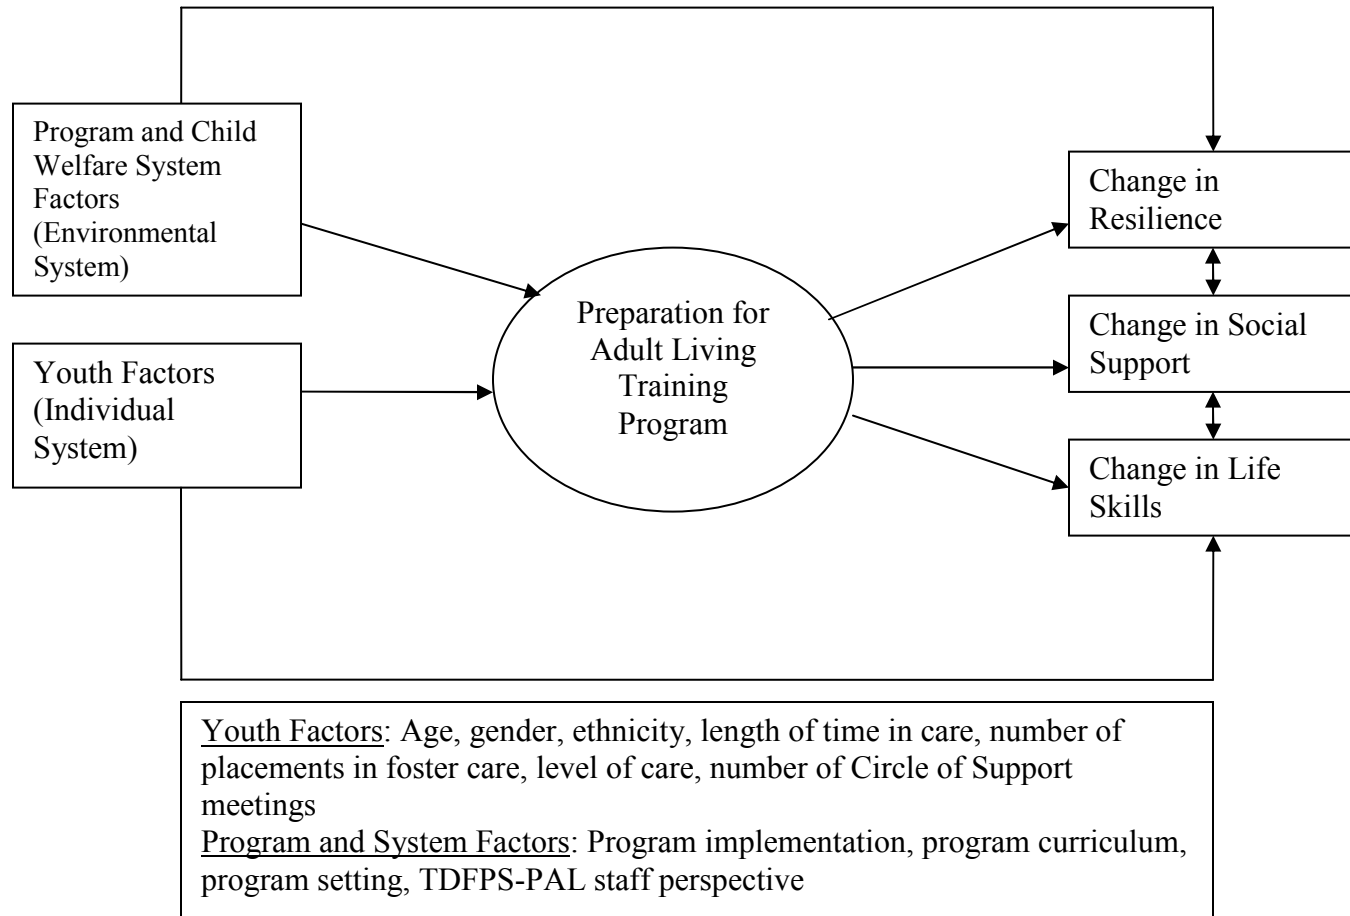 Program and Child
Welfare System
Factors
(Environmental
System)
Youth Factors
(Individual
System)
Preparation for
Adult Living
Training
Program
Change in
Resilience
Change in Social
Support
Change in Life
Skills
Youth Factors: Age, gender, ethnicity, length of time in care, number of
placements in foster care, level of care, number of Circle of Support
meetings
Program and System Factors: Program implementation, program curriculum,
program setting, TDFPS-PAL staff perspective